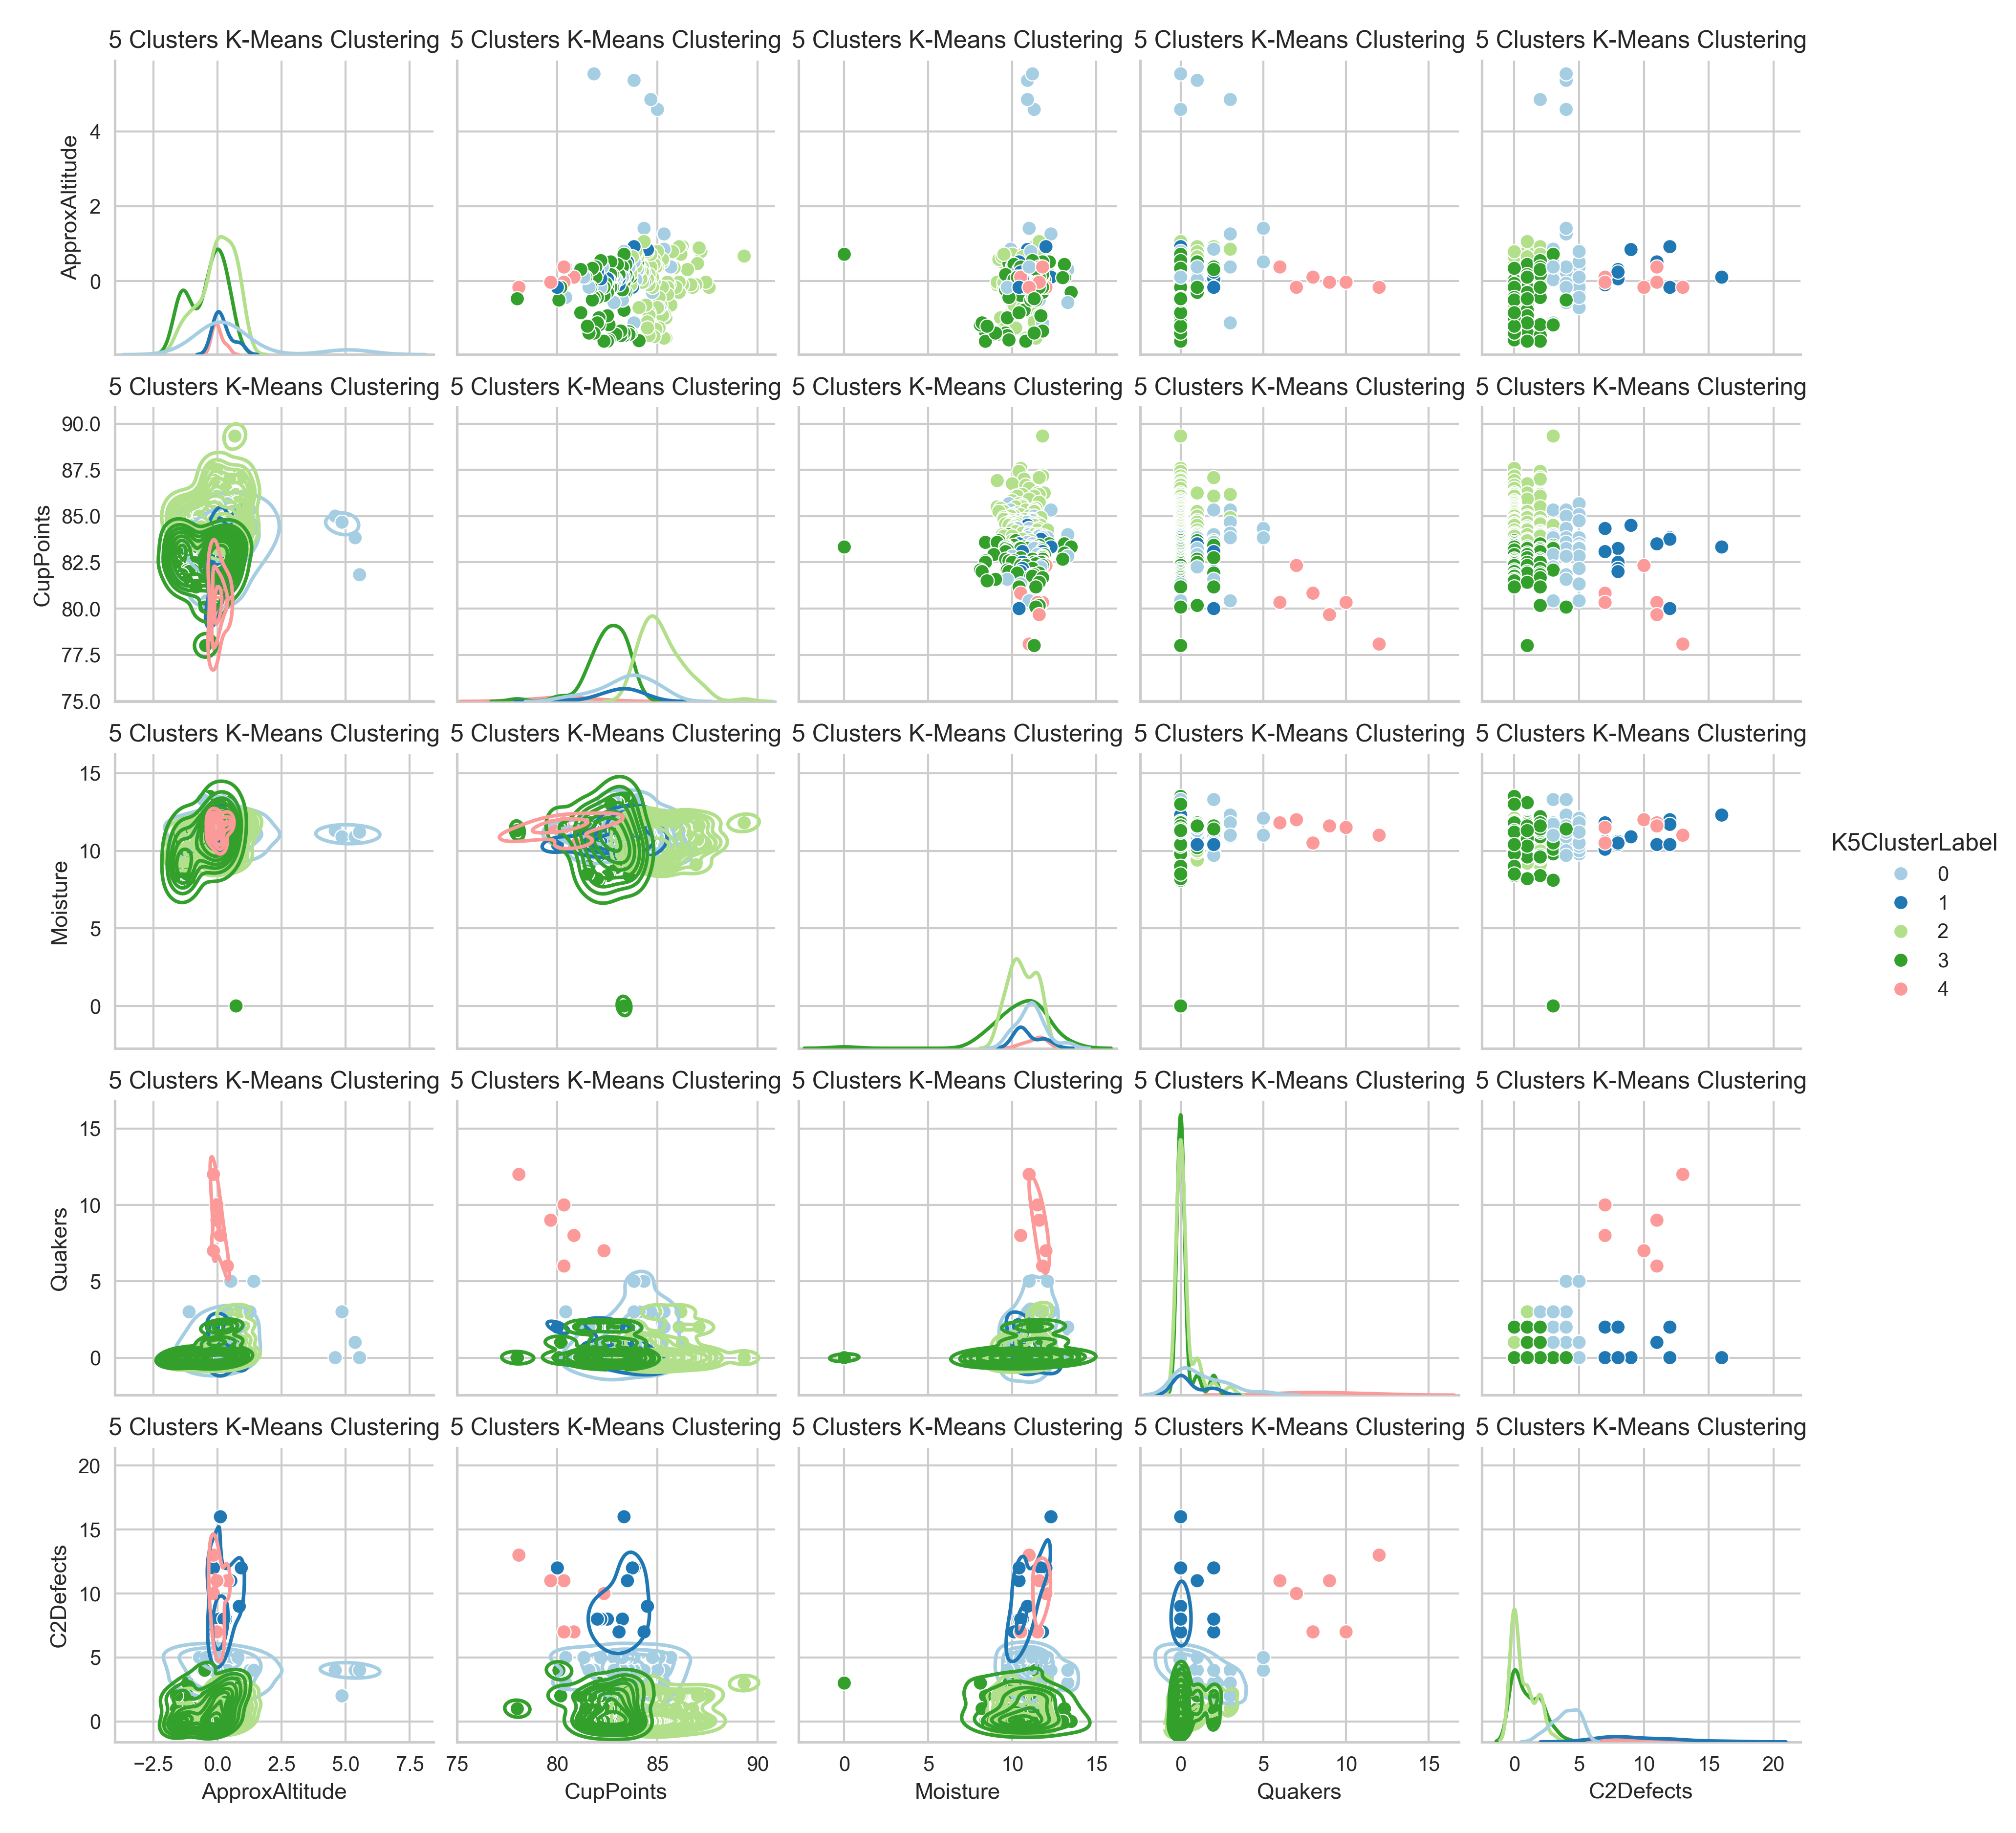 5 Clusters K-Means Clustering 5 Clusters K-Means Clustering 5 Clusters K-Means Clustering 5 Clusters K-Means Clustering 5 Clusters K-Means Clustering
4
2
0
ApproxAltitude
5 Clusters K-Means Clustering 5 Clusters K-Means Clustering 5 Clusters K-Means Clustering 5 Clusters K-Means Clustering 5 Clusters K-Means Clustering
90.0
87.5
85.0
82.5
80.0
77.5
75.0
CupPoints
5 Clusters K-Means Clustering 5 Clusters K-Means Clustering 5 Clusters K-Means Clustering 5 Clusters K-Means Clustering 5 Clusters K-Means Clustering
15
10
5
0
Moisture
K5ClusterLabel
0
1
2
3
4
5 Clusters K-Means Clustering 5 Clusters K-Means Clustering 5 Clusters K-Means Clustering 5 Clusters K-Means Clustering 5 Clusters K-Means Clustering
15
10
5
0
Quakers
5 Clusters K-Means Clustering 5 Clusters K-Means Clustering 5 Clusters K-Means Clustering 5 Clusters K-Means Clustering 5 Clusters K-Means Clustering
20
15
10
5
0
C2Defects
−2.5 0.0 2.5 5.0 7.5 75 80 85 90 0 5 10 15 0 5 10 15 0 5 10 15 20
ApproxAltitude CupPoints Moisture Quakers C2Defects